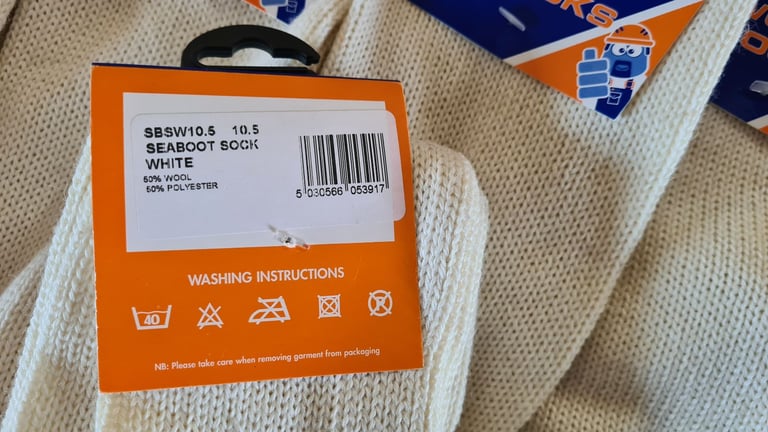 SBSW10.5 10.5
SEABOOT SOCK
WHITE
50% WOOL
50% POLYESTER
5 030566 053917
WASHING INSTRUCTIONS
40
NB: Please take care when removing garment from packaging